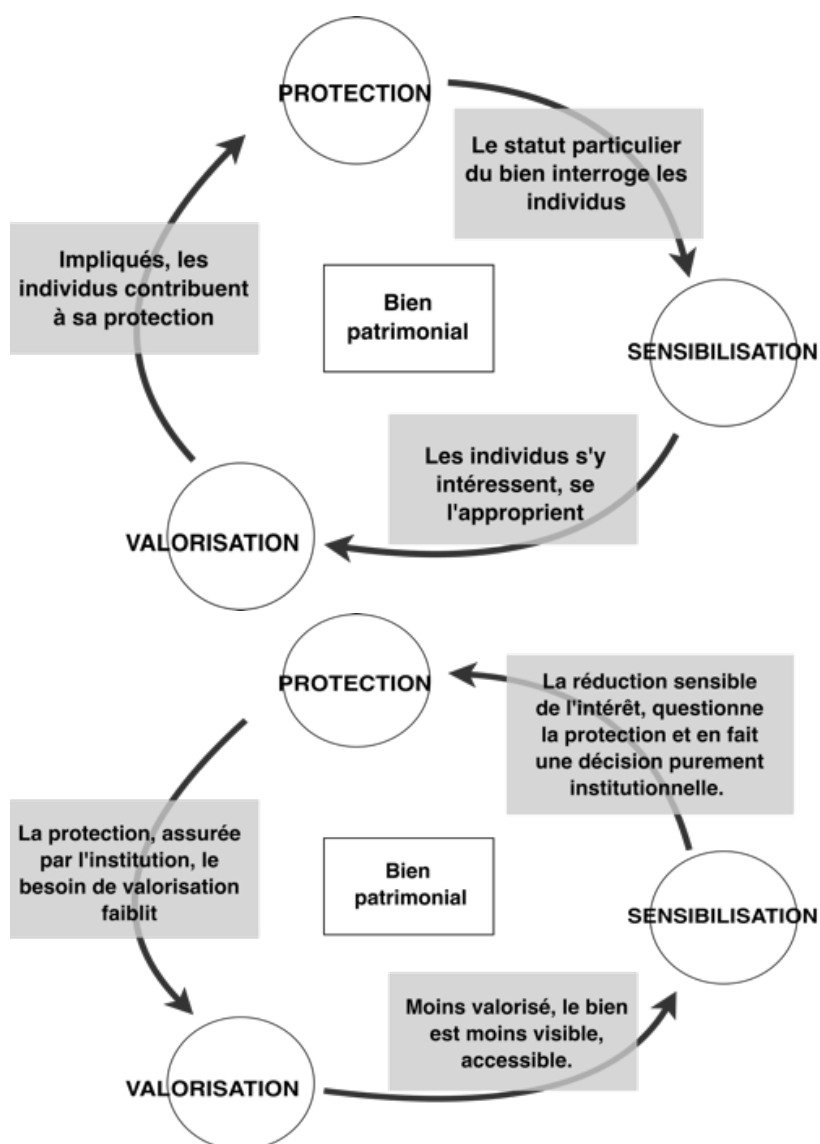 PROTECTION
Le statut particulier
du bien interroge les
individus
Impliqués, les
individus contribuent
à sa protection
Bien
patrimonial
SENSIBILISATION
Les individus s'y
intéressent, se
l'approprient
VALORISATION
PROTECTION
La réduction sensible
de l'intérêt, questionne
la protection et en fait
une décision purement
institutionnelle.
La protection, assurée
par l'institution, le
besoin de valorisation
faiblit
Bien
patrimonial
SENSIBILISATION
Moins valorisé, le bien
est moins visible,
accessible.
VALORISATION